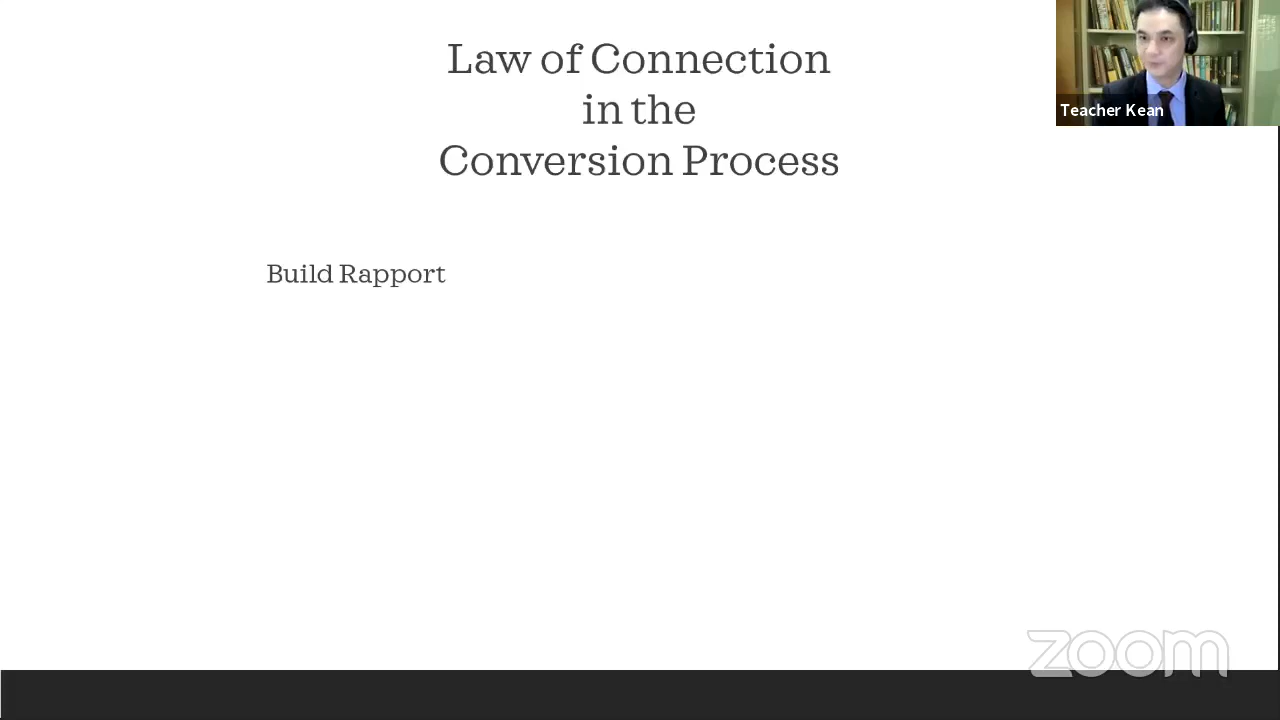 Law of Connection
in the
Conversion Process
Teacher Kean
Build Rapport
zoom